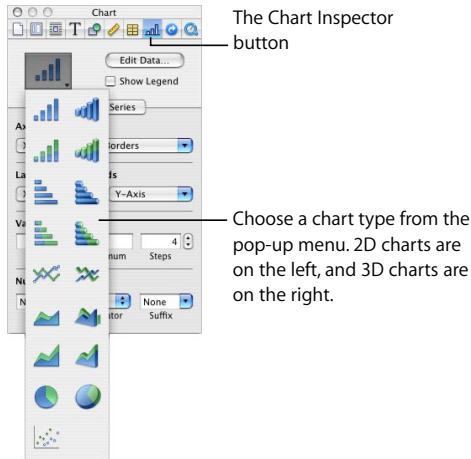 Chart
T
The Chart Inspector
button
Edit Data...
Show Legend
Series
Y-Axis
4
Steps
Choose a chart type from the
pop-up menu. 2D charts are
on the left, and 3D charts are
on the right.
None
Suffix